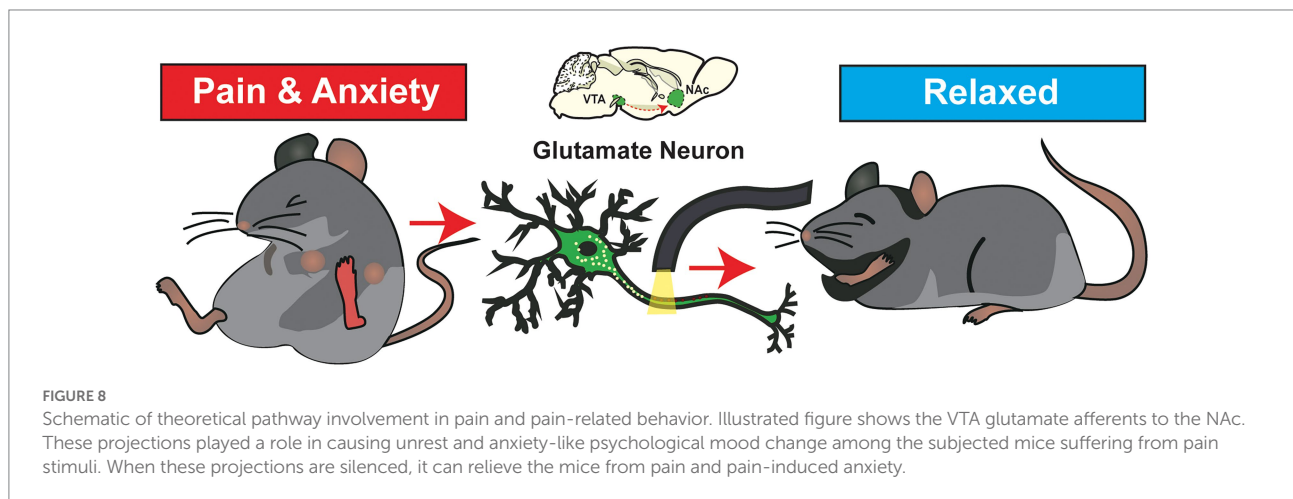 Pain & Anxiety
VTA
NAc
Relaxed
Glutamate Neuron
FIGURE 8
Schematic of theoretical pathway involvement in pain and pain-related behavior. Illustrated figure shows the VTA glutamate afferents to the NAc.
These projections played a role in causing unrest and anxiety-like psychological mood change among the subjected mice suffering from pain
stimuli. When these projections are silenced, it can relieve the mice from pain and pain-induced anxiety.